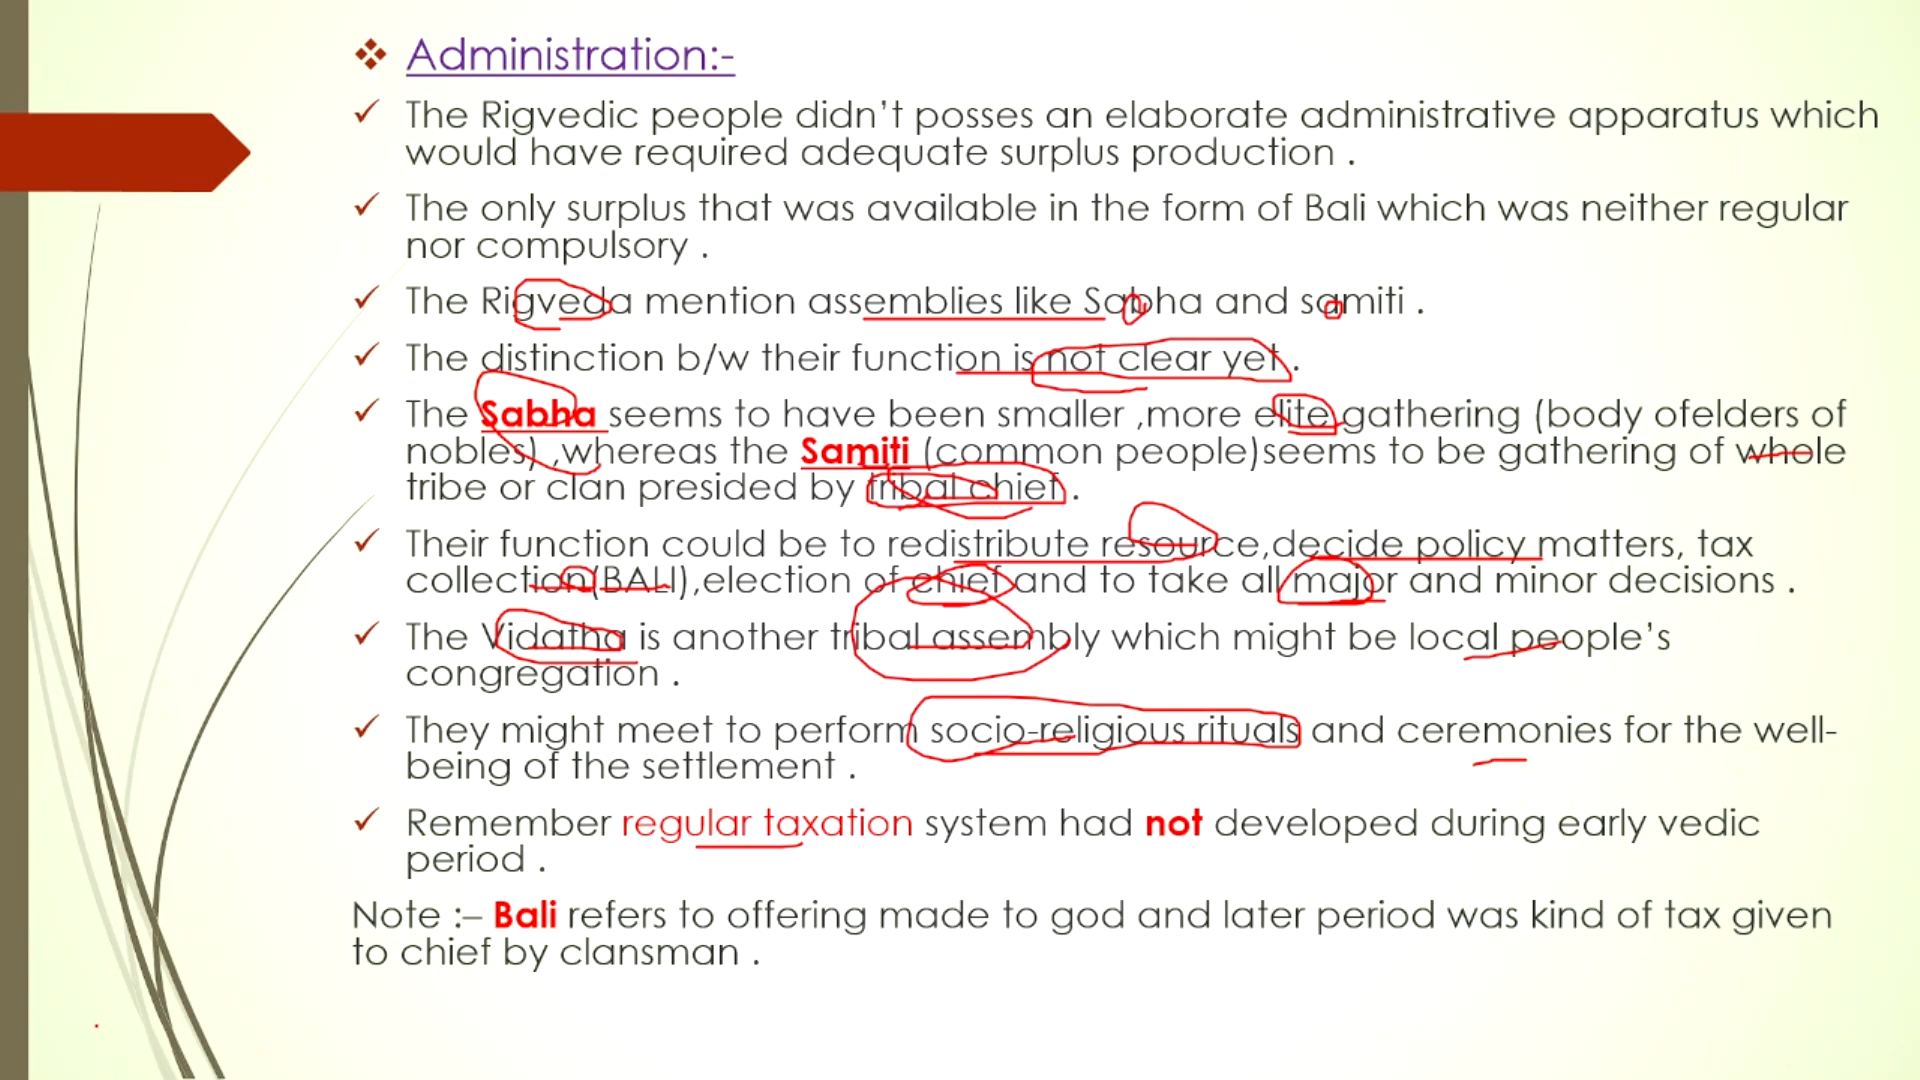 Administration:-
The Rigvedic people didn't posses an elaborate administrative apparatus which
would have required adequate surplus production .
The only surplus that was available in the form of Bali which was neither regular
nor compulsory .
The Rigveda mention assemblies like Sabha and samiti .
The distinction b/w their function is not clear yet .
The Sabha seems to have been smaller ,more elite gathering (body ofelders of
nobles) ,whereas the Samiti (common people)seems to be gathering of whole
tribe or clan presided by tribal chief .
Their function could be to redistribute resource,decide policy matters, tax
collection(BALI),election of chief and to take all major and minor decisions .
The Vidatha is another tribal assembly which might be local people's
congregation .
They might meet to perform socio-religious rituals and ceremonies for the well-
being of the settlement .
Remember regular taxation system had not developed during early vedic
period .
Note :– Bali refers to offering made to god and later period was kind of tax given
to chief by clansman .